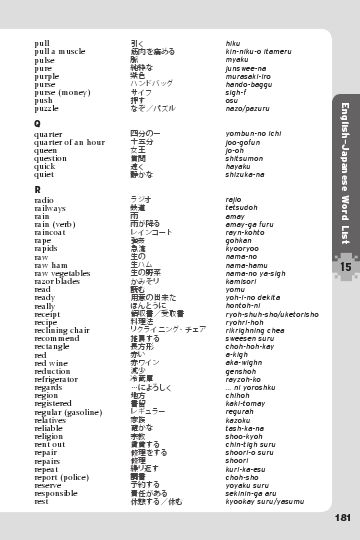 pull 引く hiku
pull a muscle 筋肉を痛める kin-niku-o itameru
pulse 脈 myaku
pure 純粋な junswee-na
purple 紫色 murasaki-iro
purse ハンドバッグ hando-baggu
purse (money) サイフ sigh-f
push 押す osu
puzzle なぞ／パズル nazo/pazuru
Q
quarter 四分の一 yombun-no ichi
quarter of an hour 十五分 joo-gofun
queen 女王 jo-oh
question 質問 shitsumon
quick 速く hayaku
quiet 静かな shizuka-na
R
radio ラジオ rajio
railways 鉄道 tetsudoh
rain 雨 amay
rain (verb) 雨が降る amay-ga furu
raincoat レインコート rayn-kohto
rape 強姦 gohkan
rapids 急流 kyooryoo
raw 生の nama-no
raw ham 生ハム nama-hamu
raw vegetables 生の野菜 nama-no ya-sigh
razor blades かみそり kamisori
read 読む yomu
ready 用意の出来た yoh-i-no dekita
really ほんとうに hontoh-ni
receipt 領収書／受取書 ryoh-shuh-sho/uketorisho
recipe 料理法 ryohri-hoh
reclining chair リクライニング・チェア rikrighning chea
recommend 推薦する sweesen suru
rectangle 長方形 choh-hoh-kay
red 赤い a-kigh
red wine 赤ワイン aka-wighn
reduction 減少 genshoh
refrigerator 冷蔵庫 rayzoh-ko
regards …によろしく ... ni yoroshku
region 地方 chihoh
registered 書留 kaki-tomay
regular (gasoline) レギュラー regurah
relatives 家族 kazoku
reliable 確かな tash-ka-na
religion 宗教 shoo-kyoh
rent out 賃貸する chin-tigh suru
repair 修理をする shoori-o suru
repairs 修理 shoori
repeat 繰り返す kuri-ka-esu
report (police) 調書 choh-sho
reserve 予約する yoyaku suru
responsible 責任がある sekinin-ga aru
rest 休憩する／休む kyookay suru/yasumu
English–Japanese Word List
15
181